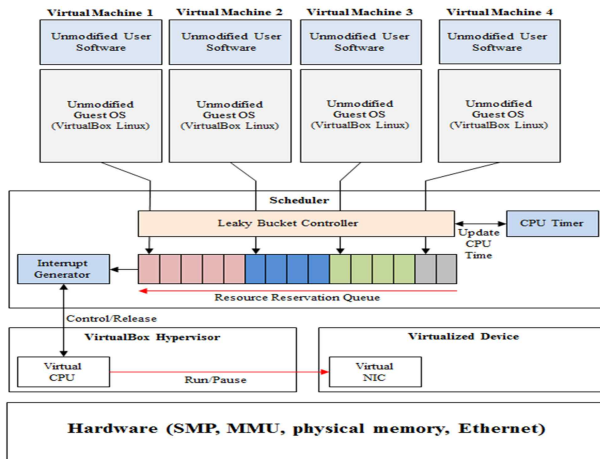 Virtual Machine 1 Virtual Machine 2 Virtual Machine 3 Virtual Machine 4
Unmodified User
Software
Unmodified User
Software
Unmodified User
Software
Unmodified User
Software
Unmodified
Guest OS
(VirtualBox Linux)
Unmodified
Guest OS
(VirtualBox Linux)
Unmodified
Guest OS
(VirtualBox Linux)
Unmodified
Guest OS
(VirtualBox Linux)
Scheduler
Leaky Bucket Controller
CPU Timer
Update
CPU
Time
Interrupt
Generator
Resource Reservation Queue
Control/Release
VirtualBox Hypervisor
Virtualized Device
Virtual
CPU
Run/Pause
Virtual
NIC
Hardware (SMP, MMU, physical memory, Ethernet)